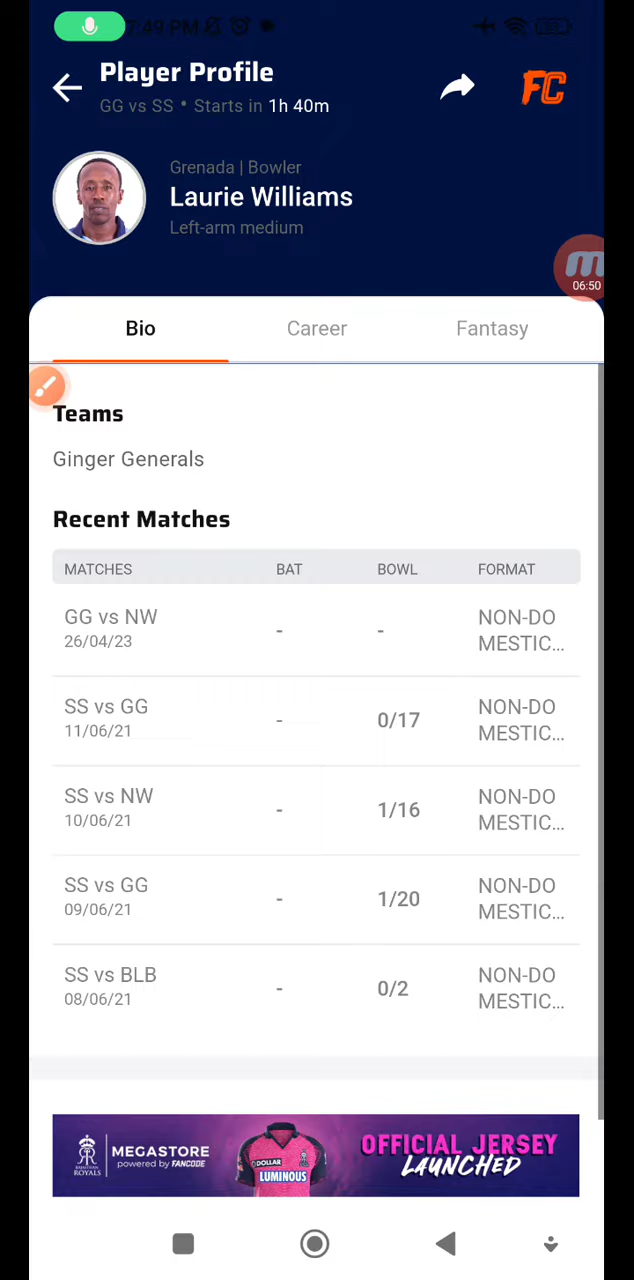 7:49 PM
Player Profile
GG vs SS • Starts in 1h 40m
FC
Grenada | Bowler
Laurie Williams
Left-arm medium
06:50
Bio Career Fantasy
Teams
Ginger Generals
Recent Matches
MATCHES BAT BOWL FORMAT
GG vs NW - - NON-DO
26/04/23 MESTIC...
SS vs GG - 0/17 NON-DO
11/06/21 MESTIC...
SS vs NW - 1/16 NON-DO
10/06/21 MESTIC...
SS vs GG - 1/20 NON-DO
09/06/21 MESTIC...
SS vs BLB - 0/2 NON-DO
08/06/21 MESTIC...
RAJASTHAN
ROYALS
MEGASTORE
powered by FANCODE
DOLLAR
LUMINOUS
OFFICIAL JERSEY
LAUNCHED